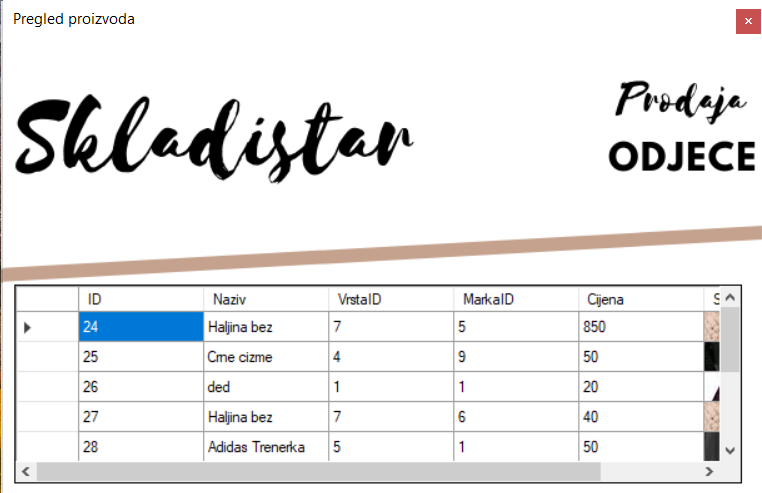 Pregled proizvoda
Skladistar
Prodaja
ODJECE
ID Naziv VrstaID MarkaID Cijena S
24 Haljina bez 7 5 850
25 Crne cizme 4 9 50
26 ded 1 1 20
27 Haljina bez 7 6 40
28 Adidas Trenerka 5 1 50